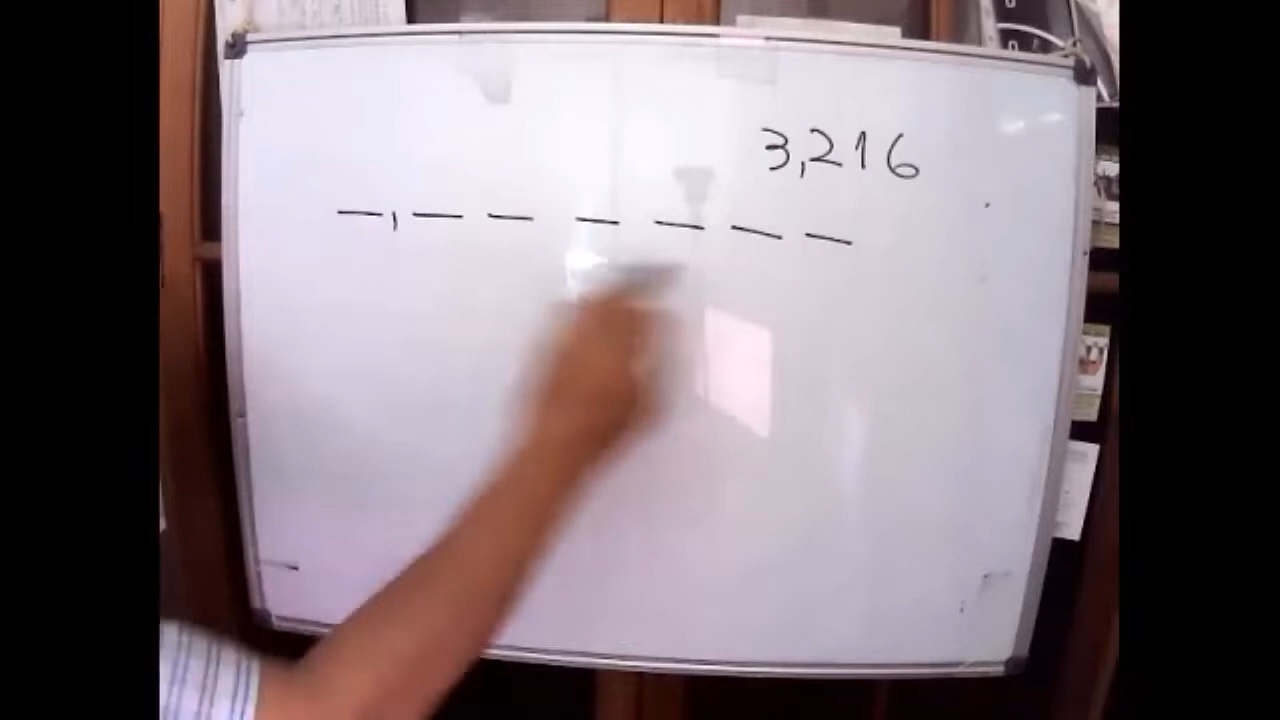 3,216
_,_ _ _ _ _ _